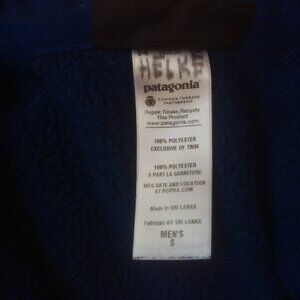 HELKE
patagonia
COMMON THREADS
PARTNERSHIP
Repair, Reuse, Recycle
This Product
www.patagonia.com
100% POLYESTER
EXCLUSIVE OF TRIM
100% POLYESTER
A PART LA GARNITURE
MFG DATE AND LOCATION
AT PCPIDA.COM
Made in SRI LANKA
Fabriqué AU SRI LANKA
MEN'S
S